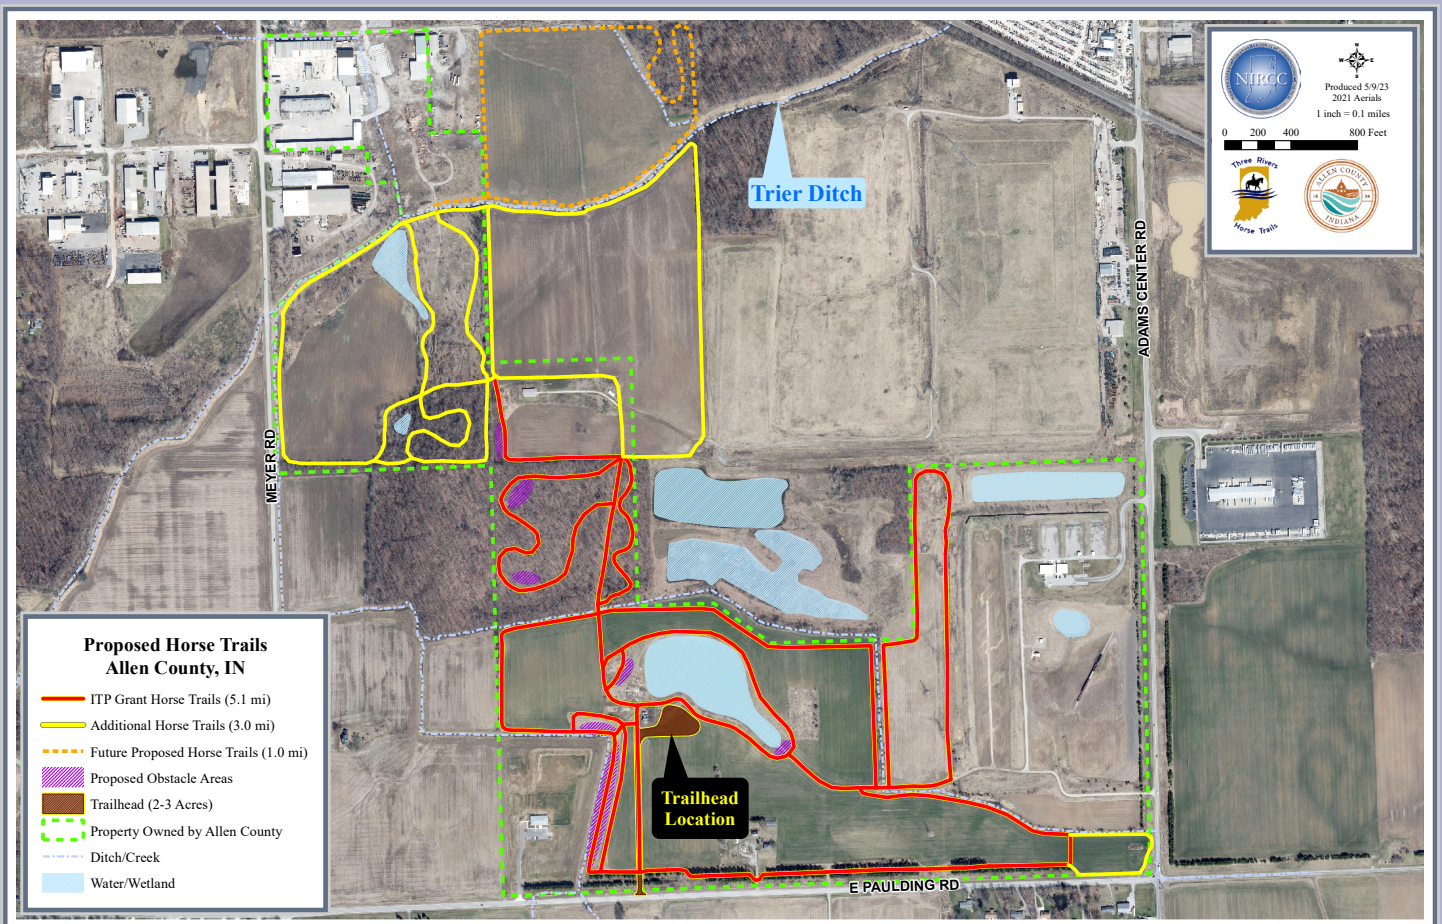 NIRCC
N
W
E
S
Produced 5/9/23
2021 Aerials
1 inch = 0.1 miles
0 200 400 800 Feet
Three Rivers
Horse Trails
ALLEN COUNTY
INDIANA
Trier Ditch
ADAMS CENTER RD
MEYER RD
Proposed Horse Trails
Allen County, IN
ITP Grant Horse Trails (5.1 mi)
Additional Horse Trails (3.0 mi)
Future Proposed Horse Trails (1.0 mi)
Proposed Obstacle Areas
Trailhead (2-3 Acres)
Property Owned by Allen County
Ditch/Creek
Water/Wetland
Trailhead
Location
E PAULDING RD